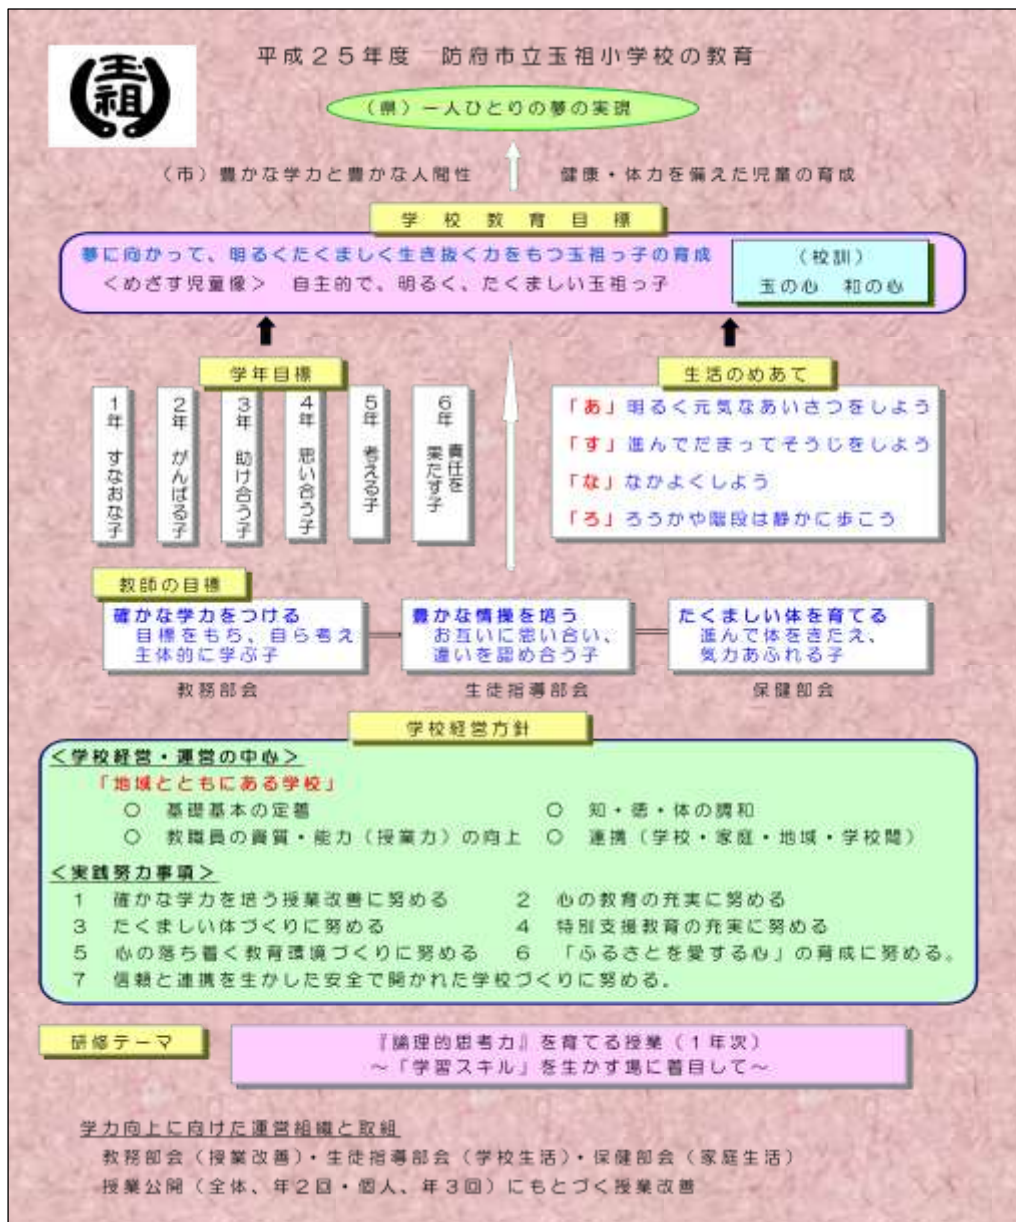 玉祖
平成２５年度　防府市立玉祖小学校の教育
（県）一人ひとりの夢の実現
（市）豊かな学力と豊かな人間性　　健康・体力を備えた児童の育成
学校教育目標
夢に向かって、明るくたくましく生き抜く力をもつ玉祖っ子の育成
＜めざす児童像＞　自主的で、明るく、たくましい玉祖っ子
（校訓）
玉の心　和の心
学年目標
１年　すなおな子
２年　がんばる子
３年　助け合う子
４年　思い合う子
５年　考える子
６年　責任を
果たす子
生活のめあて
「あ」明るく元気なあいさつをしよう
「す」進んでだまってそうじをしよう
「な」なかよくしよう
「ろ」ろうかや階段は静かに歩こう
教師の目標
確かな学力をつける
目標をもち、自ら考え
主体的に学ぶ子
教務部会
豊かな情操を培う
お互いに思い合い、
違いを認め合う子
生徒指導部会
たくましい体を育てる
進んで体をきたえ、
気力あふれる子
保健部会
学校経営方針
＜学校経営・運営の中心＞
「地域とともにある学校」
○　基礎基本の定着　　○　知・徳・体の調和
○　教職員の資質・能力（授業力）の向上　○　連携（学校・家庭・地域・学校間）
＜実践努力事項＞
１　確かな学力を培う授業改善に努める　　２　心の教育の充実に努める
３　たくましい体づくりに努める　　４　特別支援教育の充実に努める
５　心の落ち着く教育環境づくりに努める　６　「ふるさとを愛する心」の育成に努める。
７　信頼と連携を生かした安全で開かれた学校づくりに努める。
研修テーマ
『論理的思考力』を育てる授業（１年次）
～「学習スキル」を生かす場に着目して～
学力向上に向けた運営組織と取組
教務部会（授業改善）・生徒指導部会（学校生活）・保健部会（家庭生活）
授業公開（全体、年２回・個人、年３回）にもとづく授業改善